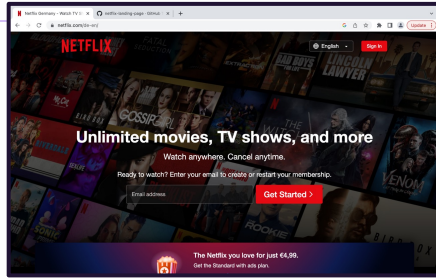 Netflix Germany - Watch TV S
netflix-landing-page · GitHub
netflix.com/de-en/
Update
NETFLIX
English
Sign In
BAD BOYS
LINCOLN
LAWYER
GOSSIP
RIVERDALE
VENOM
ROOKIE
Unlimited movies, TV shows, and more
Watch anywhere. Cancel anytime.
Ready to watch? Enter your email to create or restart your membership.
Email address
Get Started >
The Netflix you love for just €4,99.
Get the Standard with ads plan.